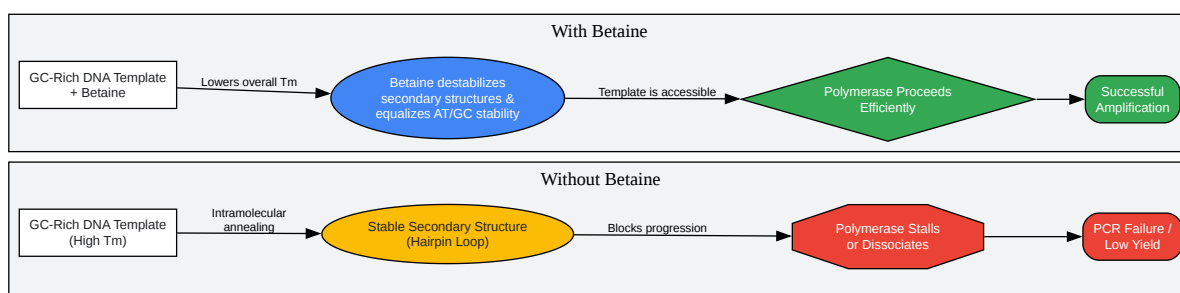 With Betaine
GC-Rich DNA Template
+ Betaine
Lowers overall Tm
Betaine destabilizes
secondary structures &
equalizes AT/GC stability
Template is accessible
Polymerase Proceeds
Efficiently
Successful
Amplification
Without Betaine
GC-Rich DNA Template
(High Tm)
Intramolecular
annealing
Stable Secondary Structure
(Hairpin Loop)
Blocks progression
Polymerase Stalls
or Dissociates
PCR Failure /
Low Yield